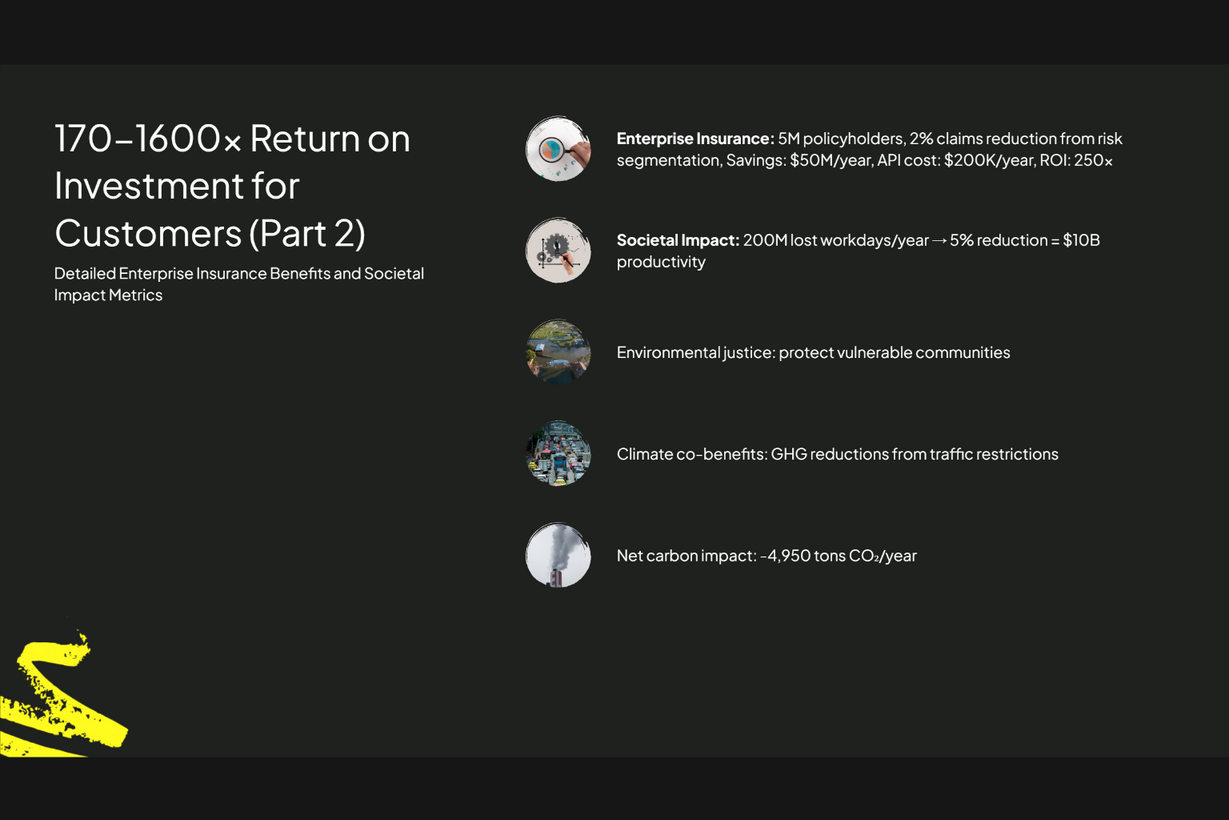 170–1600× Return on
Investment for
Customers (Part 2)
Detailed Enterprise Insurance Benefits and Societal
Impact Metrics
Enterprise Insurance: 5M policyholders, 2% claims reduction from risk
segmentation, Savings: $50M/year, API cost: $200K/year, ROI: 250×
Societal Impact: 200M lost workdays/year → 5% reduction = $10B
productivity
Environmental justice: protect vulnerable communities
Climate co-benefits: GHG reductions from traffic restrictions
Net carbon impact: -4,950 tons CO₂/year